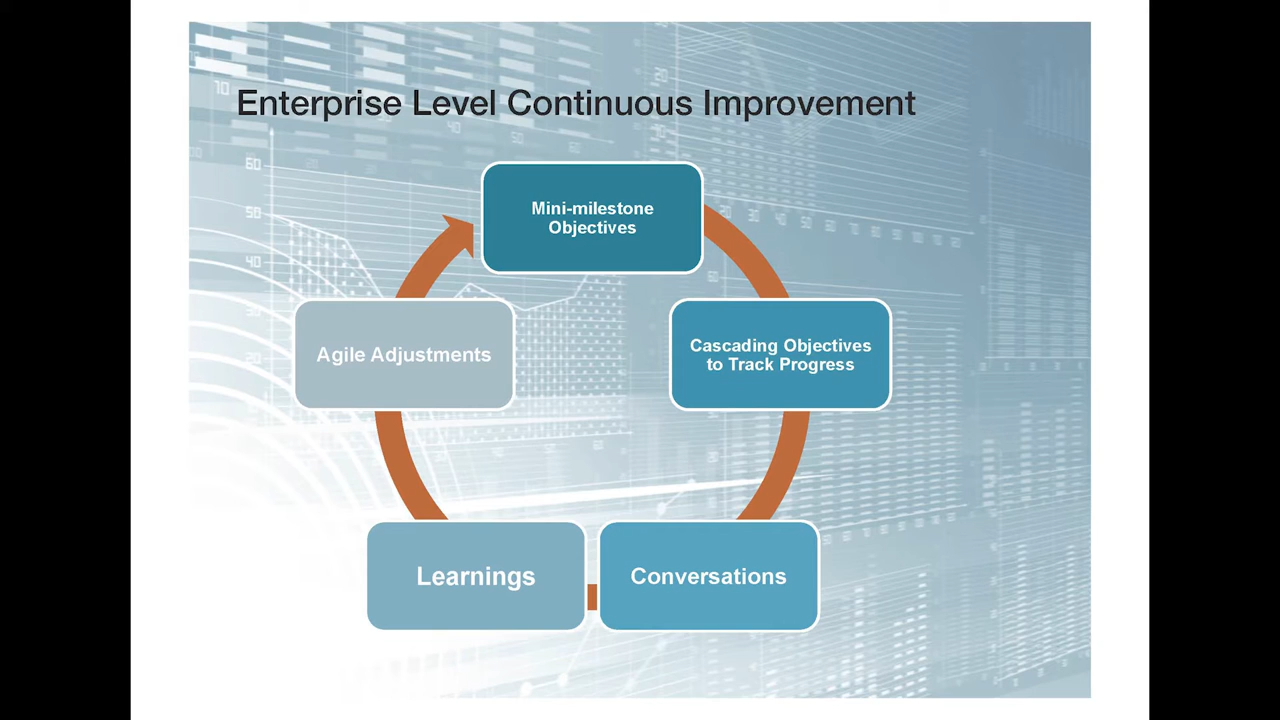 Enterprise Level Continuous Improvement
Mini-milestone
Objectives
Cascading Objectives
to Track Progress
Conversations
Learnings
Agile Adjustments